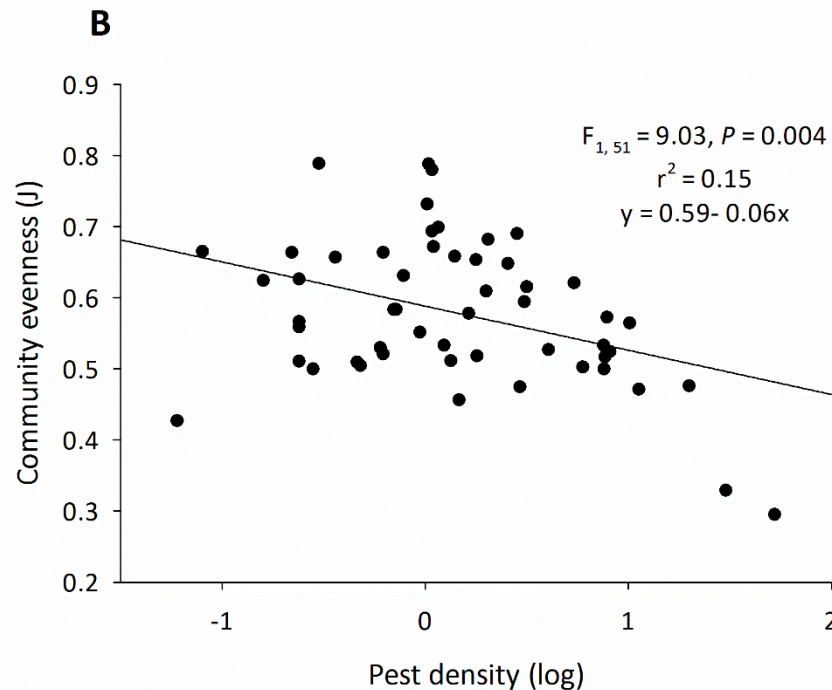 B
0.9
0.8
0.7
0.6
0.5
0.4
0.3
0.2
Community evenness (J)
F1, 51 = 9.03, P = 0.004
r2 = 0.15
y = 0.59- 0.06x
-1 0 1 2
Pest density (log)